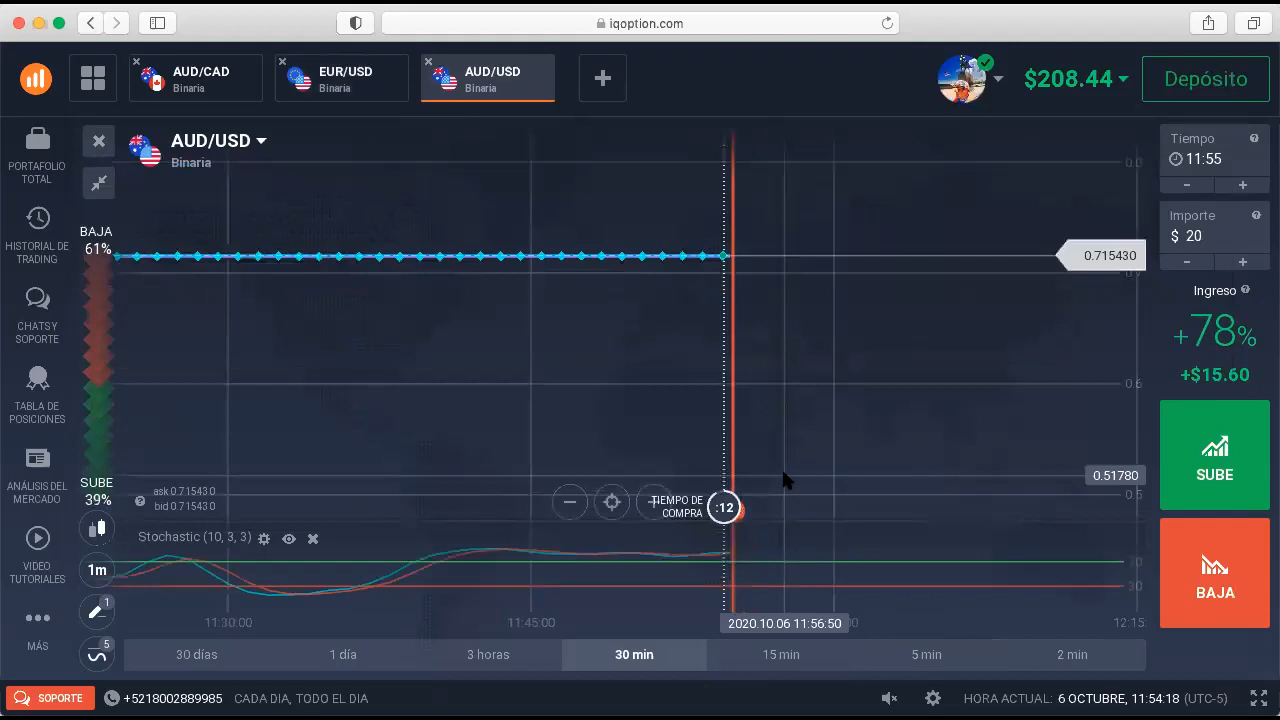 iqoption.com
AUD/CAD
Binaria
EUR/USD
Binaria
AUD/USD
Binaria
$208.44
Depósito
PORTAFOLIO
TOTAL
HISTORIAL DE
TRADING
CHATS Y
SOPORTE
TABLA DE
POSICIONES
ANÁLISIS DEL
MERCADO
VIDEO
TUTORIALES
MÁS
AUD/USD
Binaria
BAJA
61%
SUBE
39%
ask 0.715430
bid 0.715430
TIEMPO DE
COMPRA
:12
Stochastic (10, 3, 3)
1m
1
5
0.715430
0.6
0.51780
0.5
30
11:30:00
11:45:00
2020.10.06 11:56:50
12:15:
30 días
1 día
3 horas
30 min
15 min
5 min
2 min
Tiempo
11:55
- +
Importe
$ 20
- +
Ingreso
+78%
+$15.60
SUBE
BAJA
SOPORTE
+5218002889985
CADA DÍA, TODO EL DÍA
HORA ACTUAL: 6 OCTUBRE, 11:54:18 (UTC-5)